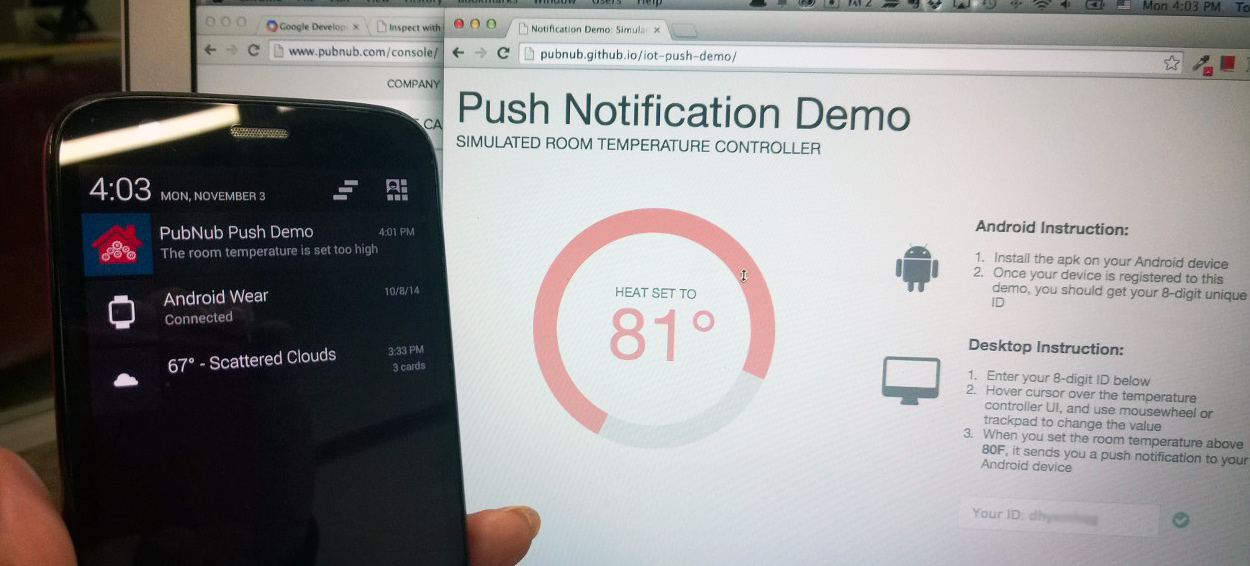 Window Users Help
Mon 4:03 PM
Google Develop
Inspect with
www.pubnub.com/console/
COMPANY
CA
Notification Demo: Simula
pubnub.github.io/iot-push-demo/
Push Notification Demo
SIMULATED ROOM TEMPERATURE CONTROLLER
HEAT SET TO
81°
Android Instruction:
1. Install the apk on your Android device
2. Once your device is registered to this
demo, you should get your 8-digit unique
ID
Desktop Instruction:
1. Enter your 8-digit ID below
2. Hover cursor over the temperature
controller UI, and use mousewheel or
trackpad to change the value
3. When you set the room temperature above
80F, it sends you a push notification to your
Android device
Your ID:
4:03 MON, NOVEMBER 3
PubNub Push Demo 4:01 PM
The room temperature is set too high
Android Wear 10/8/14
Connected
67° - Scattered Clouds 3:33 PM
3 cards